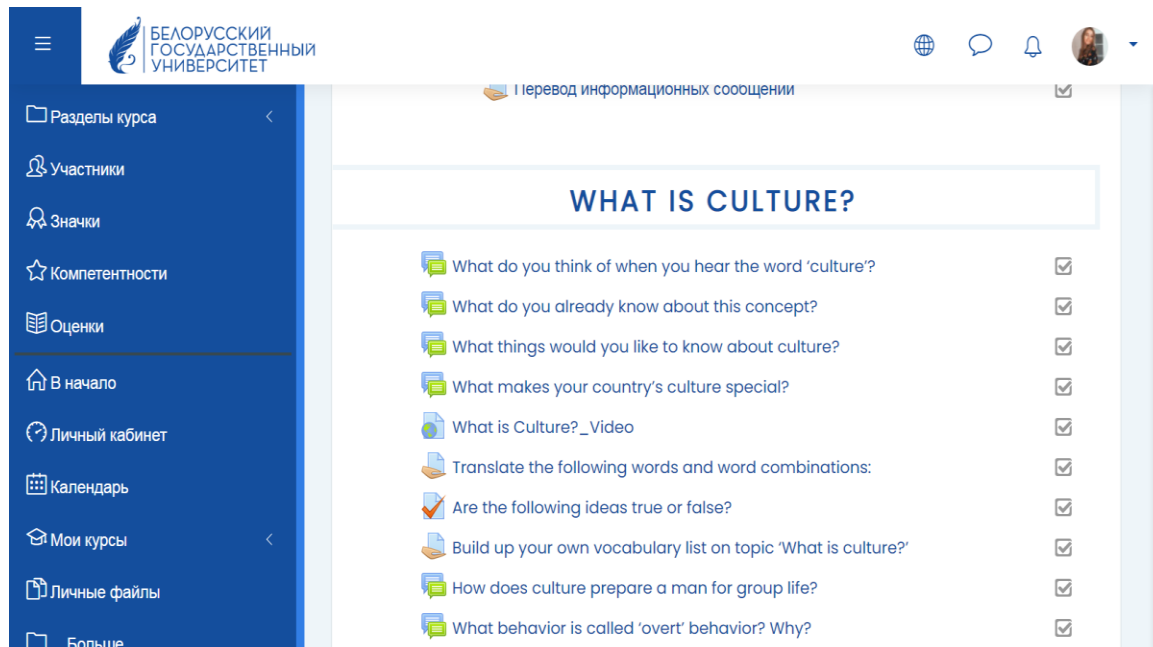 БЕЛОРУССКИЙ
ГОСУДАРСТВЕННЫЙ
УНИВЕРСИТЕТ
Разделы курса
Участники
Значки
Компетентности
Оценки
В начало
Личный кабинет
Календарь
Мои курсы
Личные файлы
Больше
Перевод информационных сообщений
WHAT IS CULTURE?
What do you think of when you hear the word ‘culture’?
What do you already know about this concept?
What things would you like to know about culture?
What makes your country’s culture special?
What is Culture?_Video
Translate the following words and word combinations:
Are the following ideas true or false?
Build up your own vocabulary list on topic ‘What is culture?’
How does culture prepare a man for group life?
What behavior is called ‘overt’ behavior? Why?